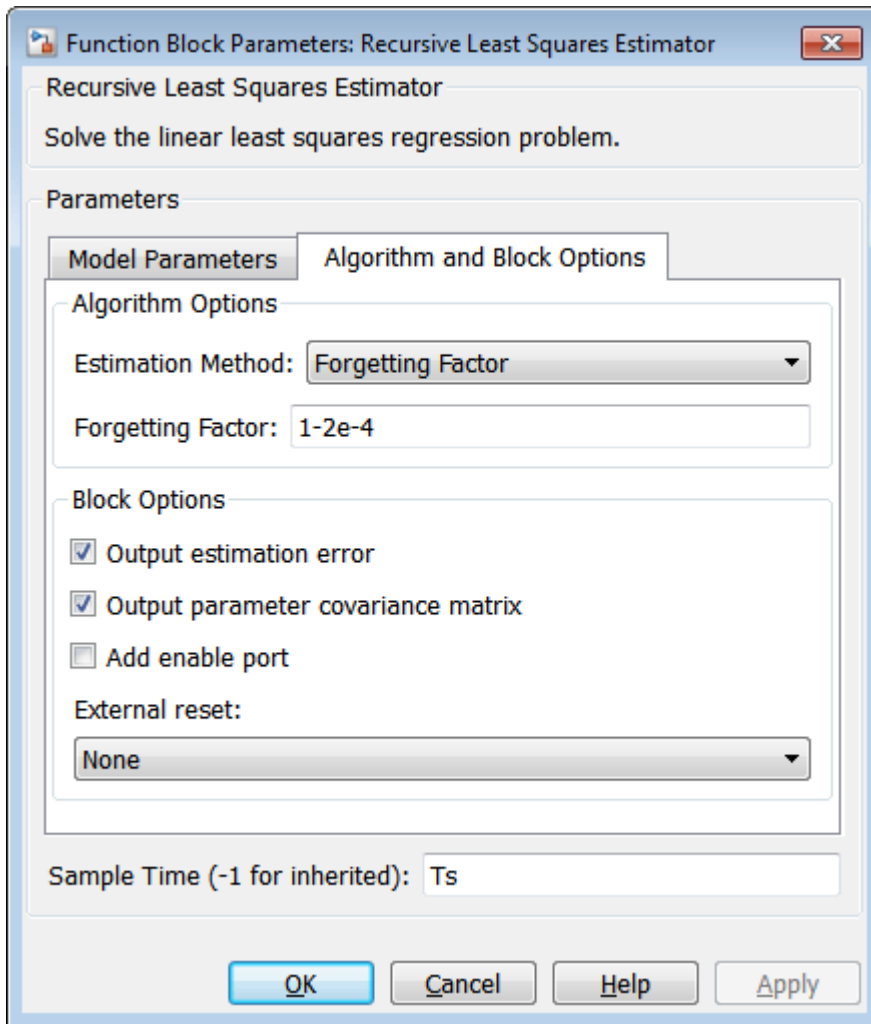 Function Block Parameters: Recursive Least Squares Estimator
Recursive Least Squares Estimator
Solve the linear least squares regression problem.
Parameters
Model Parameters
Algorithm and Block Options
Algorithm Options
Estimation Method: Forgetting Factor
Forgetting Factor: 1-2e-4
Block Options
Output estimation error
Output parameter covariance matrix
Add enable port
External reset:
None
Sample Time (-1 for inherited): Ts
OK Cancel Help Apply